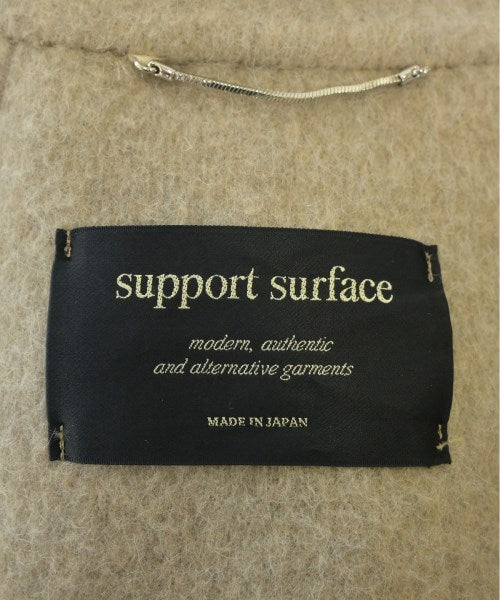 support surface
modern, authentic
and alternative garments
MADE IN JAPAN